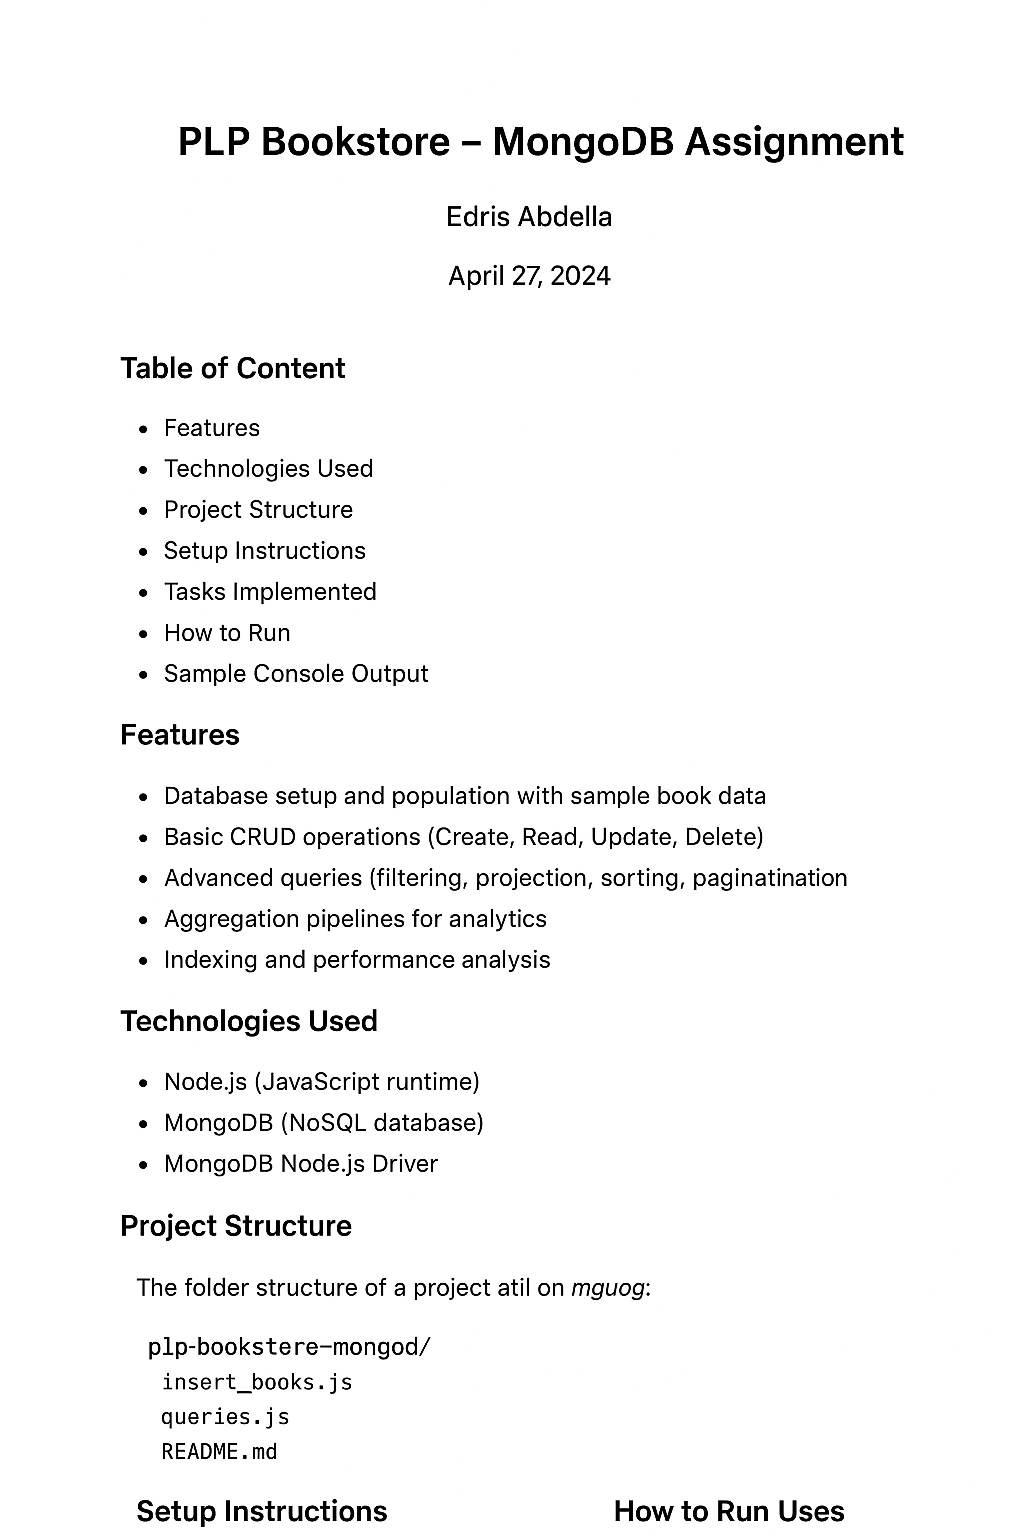 PLP Bookstore – MongoDB Assignment
Edris Abdella
April 27, 2024
Table of Content
• Features
• Technologies Used
• Project Structure
• Setup Instructions
• Tasks Implemented
• How to Run
• Sample Console Output
Features
• Database setup and population with sample book data
• Basic CRUD operations (Create, Read, Update, Delete)
• Advanced queries (filtering, projection, sorting, paginatination
• Aggregation pipelines for analytics
• Indexing and performance analysis
Technologies Used
• Node.js (JavaScript runtime)
• MongoDB (NoSQL database)
• MongoDB Node.js Driver
Project Structure
The folder structure of a project atil on mguog:
plp-bookstere-mongod/
insert_books.js
queries.js
README.md
Setup Instructions
How to Run Uses